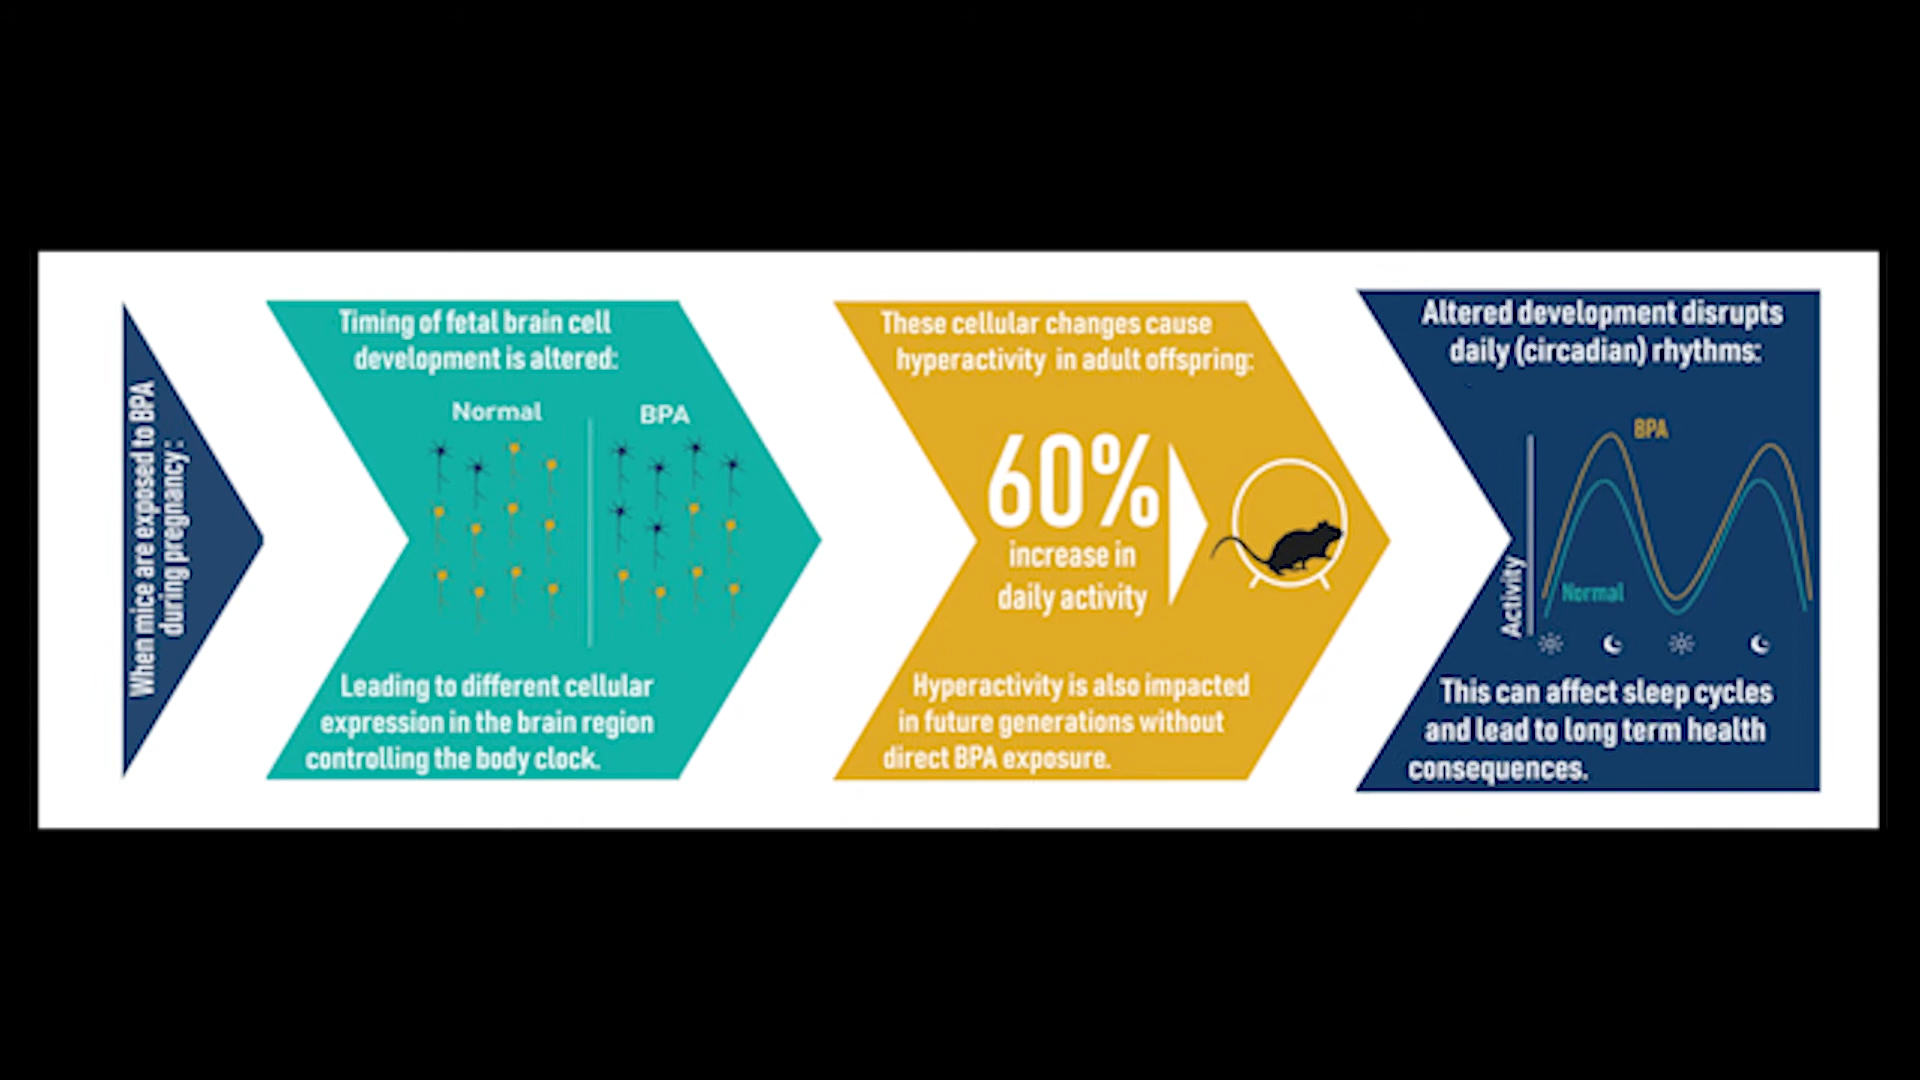 When mice are exposed to BPA
during pregnancy:
Timing of fetal brain cell
development is altered:
Normal
BPA
Leading to different cellular
expression in the brain region
controlling the body clock.
These cellular changes cause
hyperactivity in adult offspring:
60%
increase in
daily activity
Hyperactivity is also impacted
in future generations without
direct BPA exposure.
Altered development disrupts
daily (circadian) rhythms:
BPA
Normal
Activity
This can affect sleep cycles
and lead to long term health
consequences.